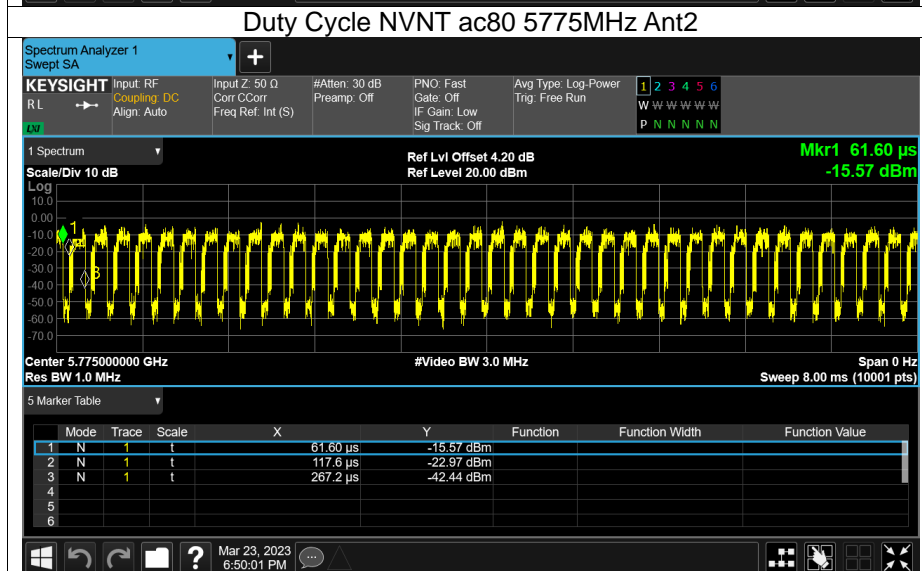 Duty Cycle NVNT ac80 5775MHz Ant2
Spectrum Analyzer 1
Swept SA
+
KEYSIGHT Input: RF Input Z: 50 Ω #Atten: 30 dB PNO: Fast Avg Type: Log-Power 1 2 3 4 5 6
R L Coupling: DC Corr CCorr Preamp: Off Gate: Off Trig: Free Run W W W W W W
Align: Auto Freq Ref: Int (S) IF Gain: Low
LXI Sig Track: Off P N N N N N
1 Spectrum Ref Lvl Offset 4.20 dB Mkr1 61.60 µs
Scale/Div 10 dB Ref Level 20.00 dBm -15.57 dBm
Log
10.0
0.00
-10.0 1
-20.0
-30.0 3
-40.0
-50.0
-60.0
-70.0
Center 5.775000000 GHz #Video BW 3.0 MHz Span 0 Hz
Res BW 1.0 MHz Sweep 8.00 ms (10001 pts)
5 Marker Table
Mode Trace Scale X Y Function Function Width Function Value
1 N 1 t 61.60 µs -15.57 dBm
2 N 1 t 117.6 µs -22.97 dBm
3 N 1 t 267.2 µs -42.44 dBm
4
5
6
? Mar 23, 2023
6:50:01 PM